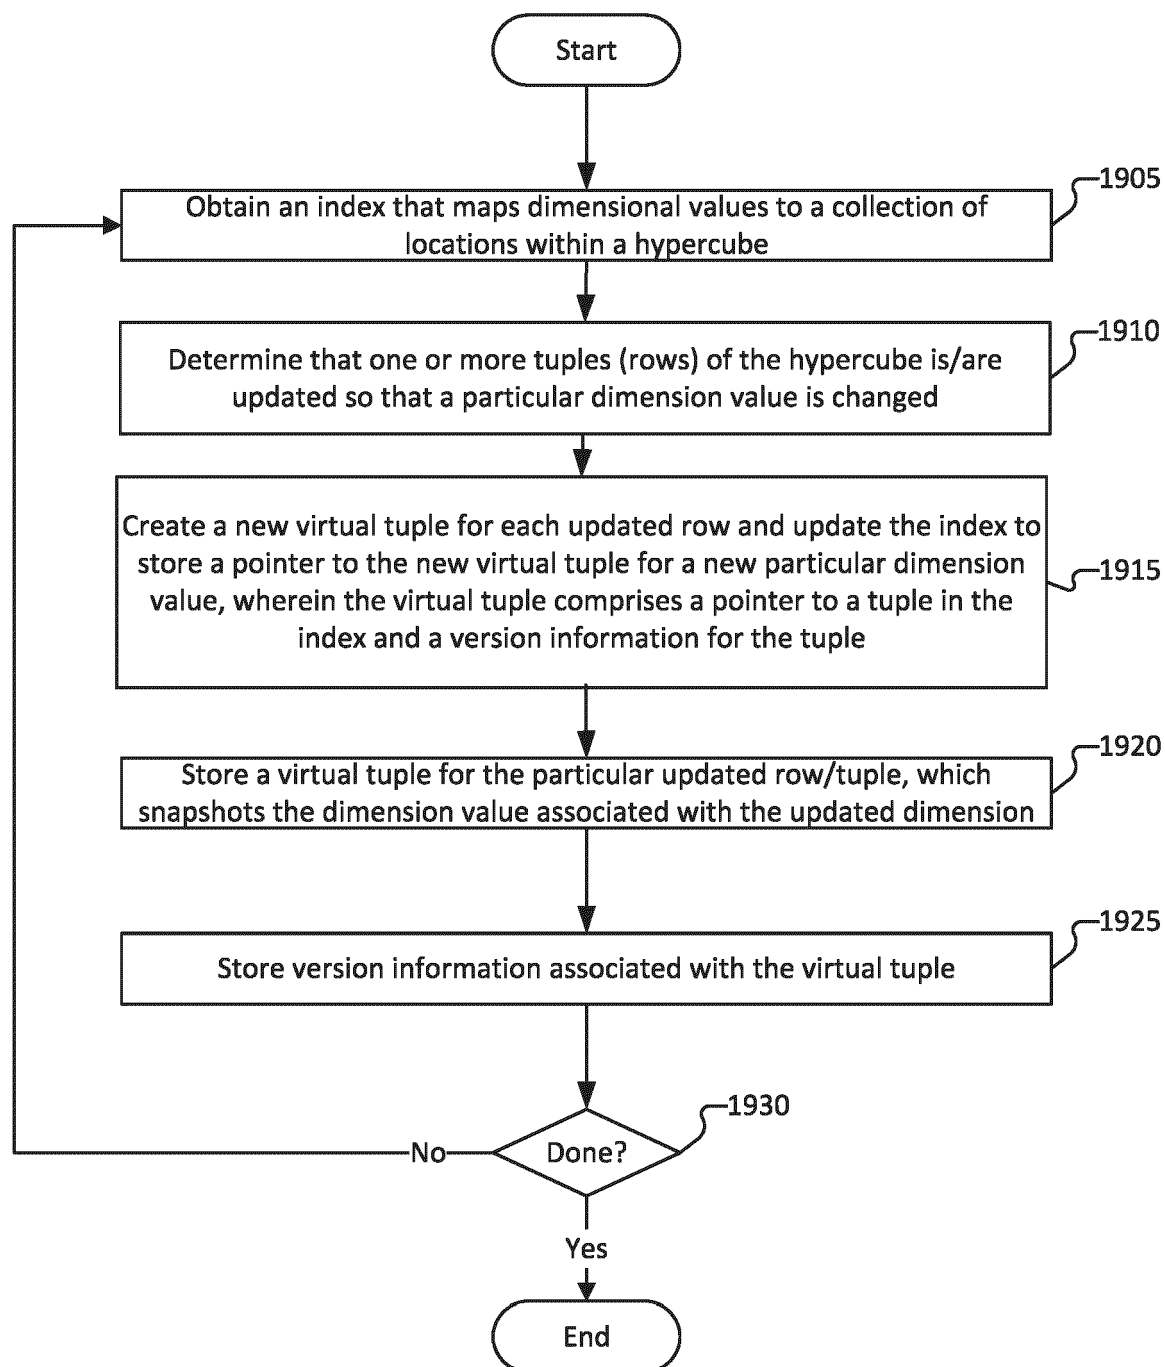 Start
1905
Obtain an index that maps dimensional values to a collection of
locations within a hypercube
1910
Determine that one or more tuples (rows) of the hypercube is/are
updated so that a particular dimension value is changed
Create a new virtual tuple for each updated row and update the index to
store a pointer to the new virtual tuple for a new particular dimension
value, wherein the virtual tuple comprises a pointer to a tuple in the
index and a version information for the tuple
1915
1920
Store a virtual tuple for the particular updated row/tuple, which
snapshots the dimension value associated with the updated dimension
1925
Store version information associated with the virtual tuple
1930
No
Done?
Yes
End